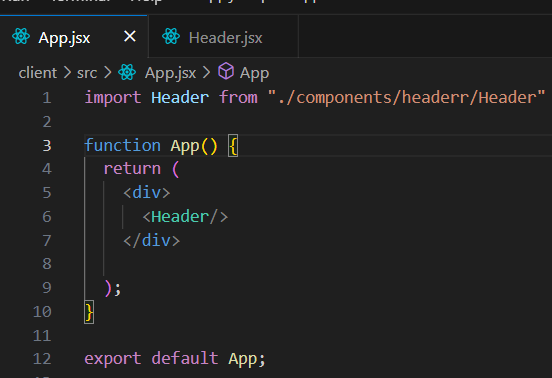 App.jsx
Header.jsx
client > src > App.jsx > App
1 import Header from "./components/headerr/Header"
2
3 function App() {
4 return (
5 <div>
6 <Header/>
7 </div>
8
9 );
10 }
11
12 export default App;